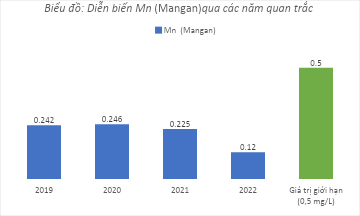 Biểu đồ: Diễn biến Mn (Mangan)qua các năm quan trắc
Mn (Mangan)
0.242
0.246
0.225
0.12
0.5
2019
2020
2021
2022
Giá trị giới hạn
(0,5 mg/L)